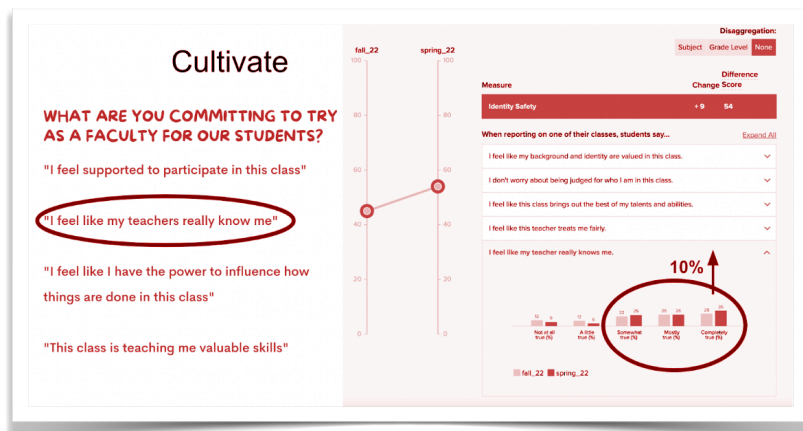 Cultivate
WHAT ARE YOU COMMITTING TO TRY
AS A FACULTY FOR OUR STUDENTS?
"I feel supported to participate in this class"
"I feel like my teachers really know me"
"I feel like I have the power to influence how
things are done in this class"
"This class is teaching me valuable skills"
fall_22 spring_22
100 100
80 80
60 60
40 40
20 20
0 0
Disaggregation:
Subject Grade Level None
Measure Change Difference Score
Identity Safety +9 54
When reporting on one of their classes, students say... Expand All
I feel like my background and identity are valued in this class.
I don't worry about being judged for who I am in this class.
I feel like this class brings out the best of my talents and abilities.
I feel like this teacher treats me fairly.
I feel like my teacher really knows me.
10%
Not at all true (%)
A little true (%)
Somewhat true (%)
Mostly true (%)
Completely true (%)
fall_22 spring_22